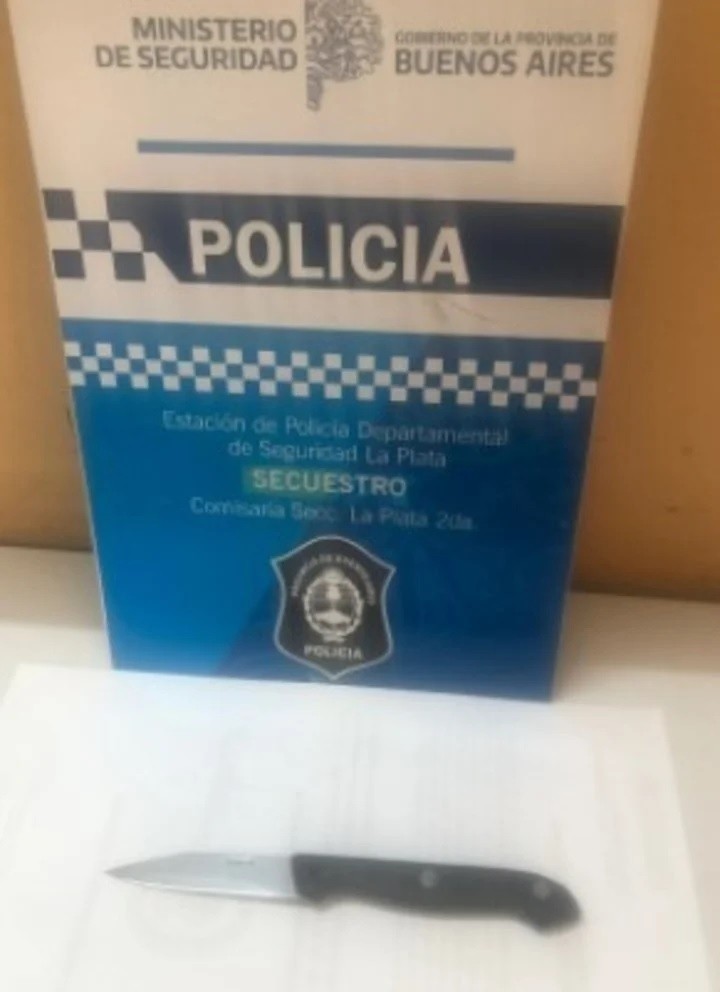 MINISTERIO
DE SEGURIDAD
GOBIERNO DE LA PROVINCIA DE
BUENOS AIRES
POLICIA
Estación de Policía Departamental
de Seguridad La Plata
SECUESTRO
Comisaría Secc. La Plata 2da.
POLICIA